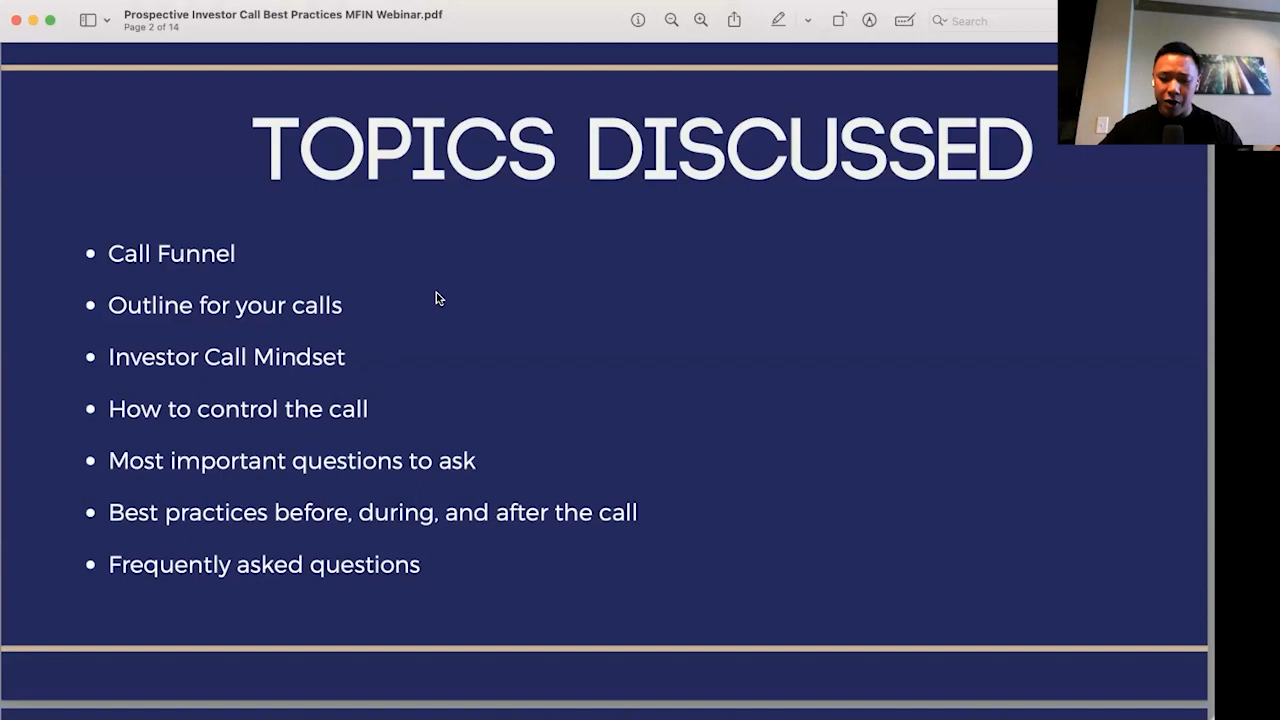 Prospective Investor Call Best Practices MFIN Webinar.pdf
Page 2 of 14
Search
TOPICS DISCUSSED
• Call Funnel
• Outline for your calls
• Investor Call Mindset
• How to control the call
• Most important questions to ask
• Best practices before, during, and after the call
• Frequently asked questions